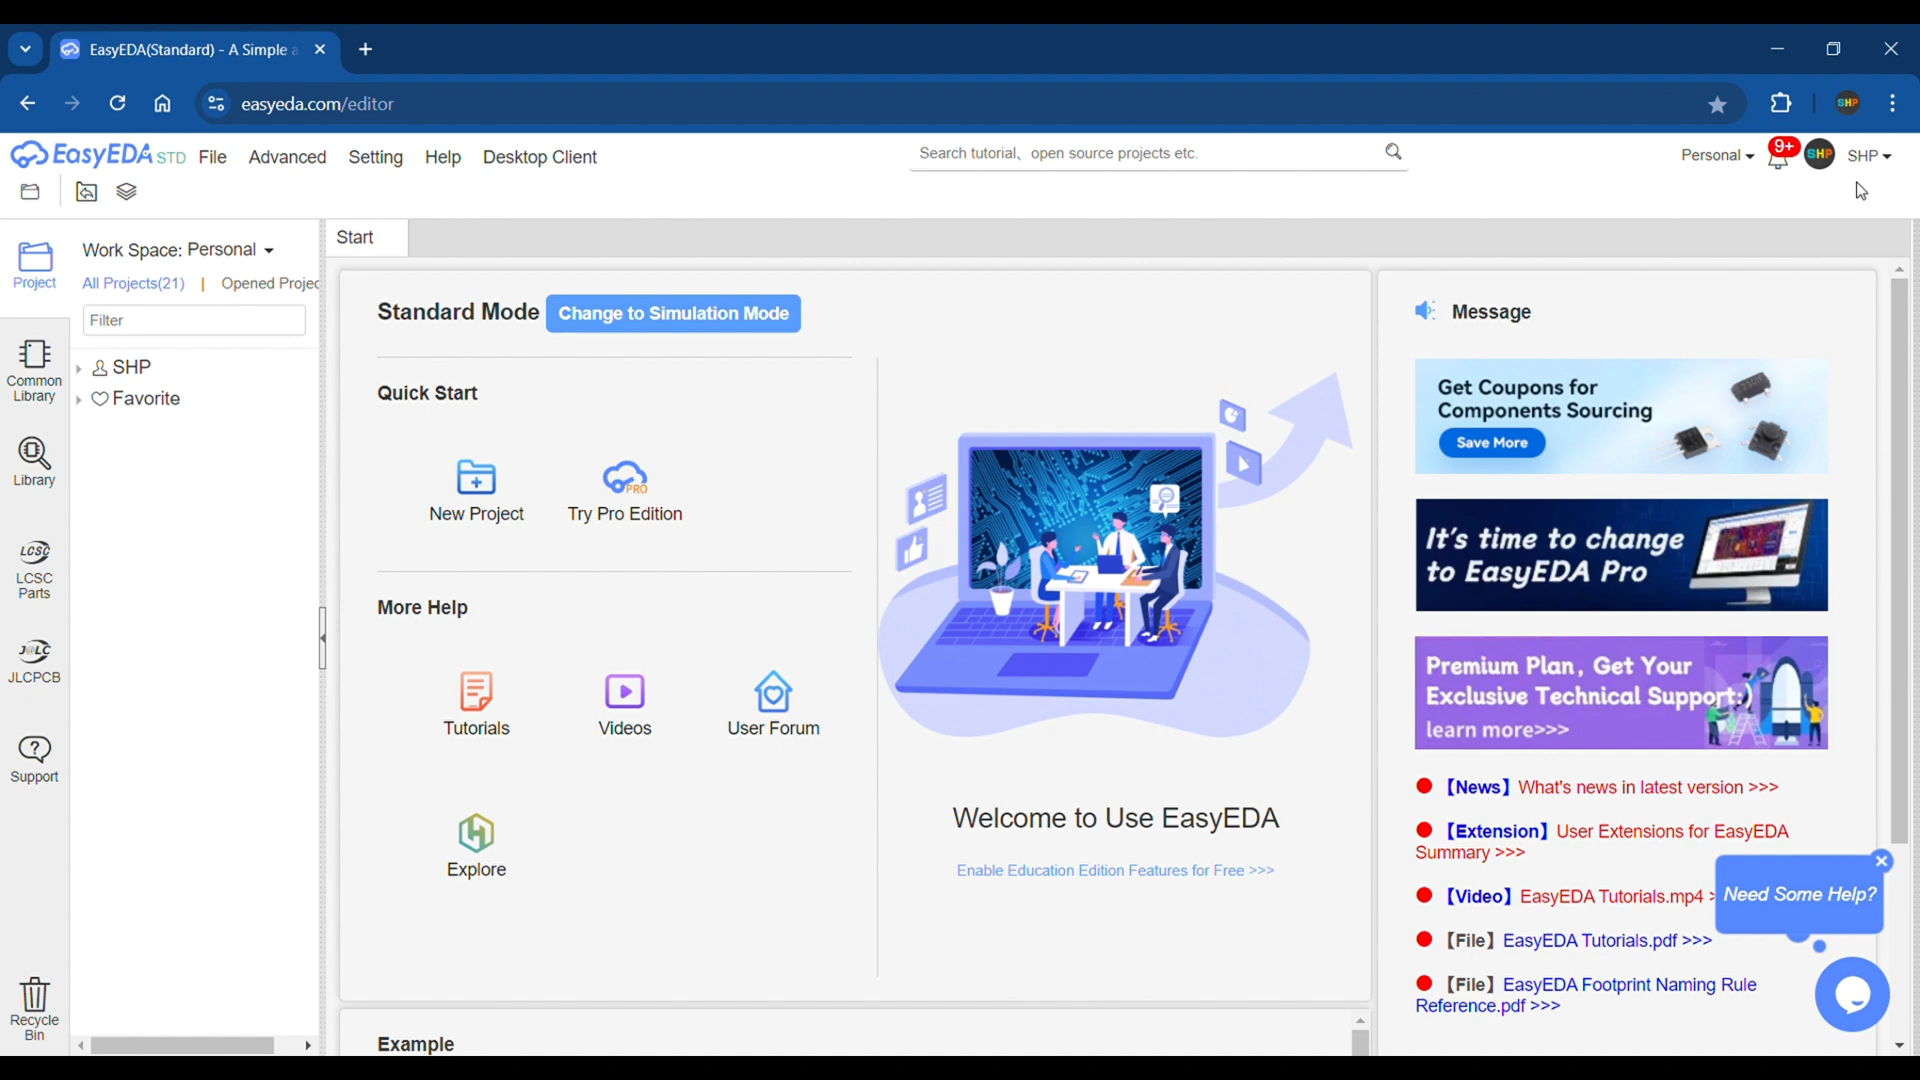 EasyEDA(Standard) - A Simple a
easyeda.com/editor
SHP
EasyEDA STD File Advanced Setting Help Desktop Client
Search tutorial、open source projects etc.
Personal 9+ SHP SHP
Project
Common
Library
Library
LCSC
LCSC
Parts
J@LC
JLCPCB
Support
Recycle
Bin
Work Space: Personal
All Projects(21) | Opened Projec
Filter
SHP
Favorite
Start
Standard Mode Change to Simulation Mode
Quick Start
New Project
PRO
Try Pro Edition
More Help
Tutorials Videos User Forum
Explore
Welcome to Use EasyEDA
Enable Education Edition Features for Free >>>
Example
Message
Get Coupons for
Components Sourcing
Save More
It's time to change
to EasyEDA Pro
Premium Plan, Get Your
Exclusive Technical Support:)
learn more>>>
【News】What's news in latest version >>>
【Extension】User Extensions for EasyEDA
Summary >>>
【Video】EasyEDA Tutorials.mp4 >
【File】EasyEDA Tutorials.pdf >>>
【File】EasyEDA Footprint Naming Rule
Reference.pdf >>>
Need Some Help?